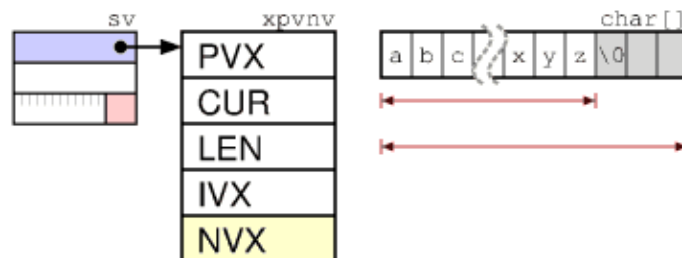 sv
xpvnv
char[]
PVX
CUR
LEN
IVX
NVX
a b c x y z \0